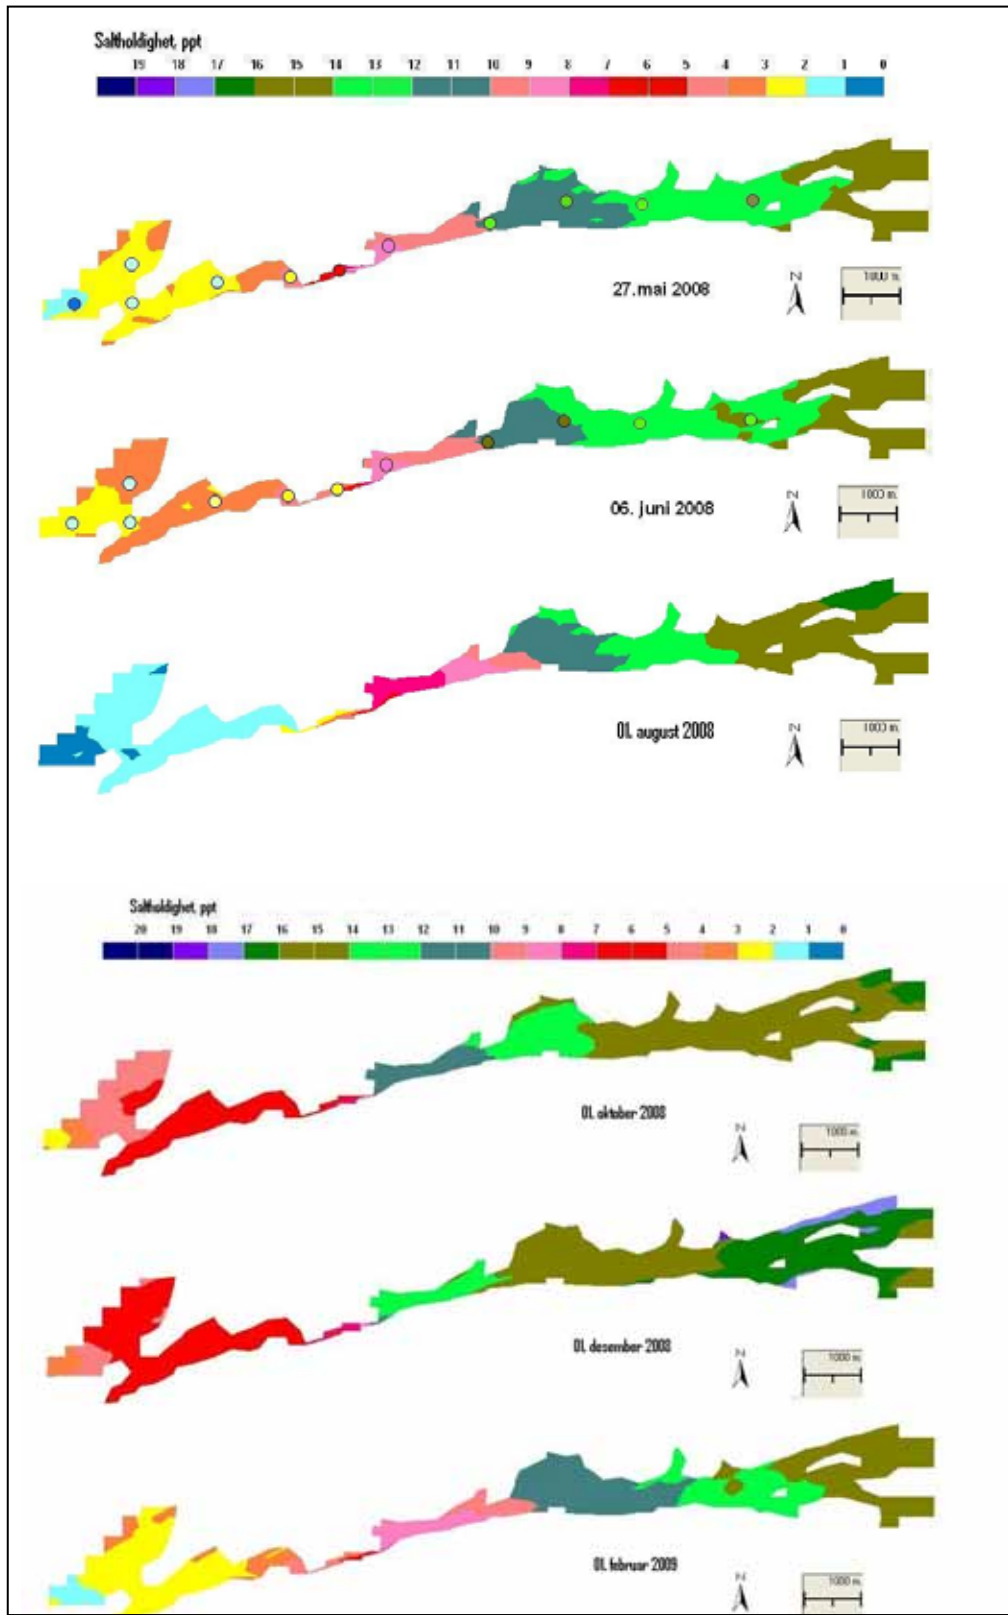 Saltholdighet, ppt
19 18 17 16 15 14 13 12 11 10 9 8 7 6 5 4 3 2 1 0
N
1000 m.
27.mai 2008
N
1000 m.
06. juni 2008
N
1000 m.
01. august 2008
Saltholdighet, ppt
20 19 18 17 16 15 14 13 12 11 10 9 8 7 6 5 4 3 2 1 0
01. oktober 2008
N
1000 m.
01. desember 2008
N
1000 m.
01. februar 2009
N
1000 m.